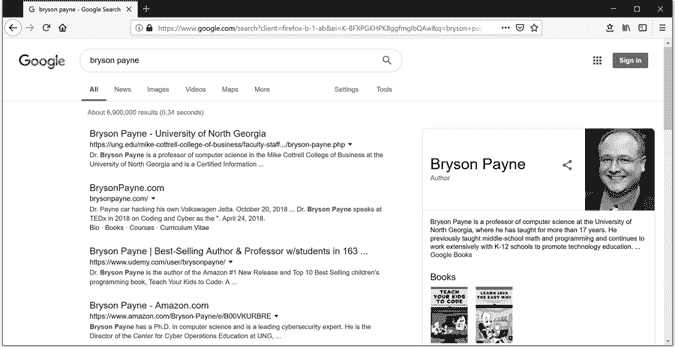 bryson payne - Google Search
https://www.google.com/search?client=firefox-b-1-ab&ei=K-BFXPGKHPK8ggfmglbQAw&q=bryson+pa
Google
bryson payne
Sign in
All News Images Videos Maps More Settings Tools
About 6,900,000 results (0.34 seconds)
Bryson Payne - University of North Georgia
https://ung.edu/mike-cottrell-college-of-business/faculty-staff.../bryson-payne.php
Dr. Bryson Payne is a professor of computer science in the Mike Cottrell College of Business at the
University of North Georgia and is a Certified Information ...
BrysonPayne.com
brysonpayne.com/
Dr. Payne car hacking his own Volkswagen Jetta. October 20, 2018 ... Dr. Bryson Payne speaks at
TEDx in 2018 on Coding and Cyber as the ". April 24, 2018.
Bio · Books · Courses · Curriculum Vitae
Bryson Payne | Best-Selling Author & Professor w/students in 163 ...
https://www.udemy.com/user/brysonpayne/
Dr. Bryson Payne is the author of the Amazon #1 New Release and Top 10 Best Selling children's
programming book, Teach Your Kids to Code: A ...
Bryson Payne - Amazon.com
https://www.amazon.com/Bryson-Payne/e/B00VKURBRE
Bryson Payne has a Ph.D. in computer science and is a leading cybersecurity expert. He is the
Director of the Center for Cyber Operations Education at UNG, ...
Bryson Payne
Author
Bryson Payne is a professor of computer science at the University of
North Georgia, where he has taught for more than 17 years. He
previously taught middle-school math and programming and continues to
work extensively with K-12 schools to promote technology education. ...
Google Books
Books
TEACH
YOUR KIDS
TO CODE
LEARN JAVA
THE EASY WAY